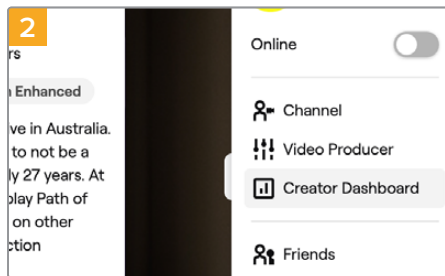 2
rs
Enhanced
ve in Australia.
to not be a
ly 27 years. At
play Path of
on other
ction
Online
Channel
Video Producer
Creator Dashboard
Friends